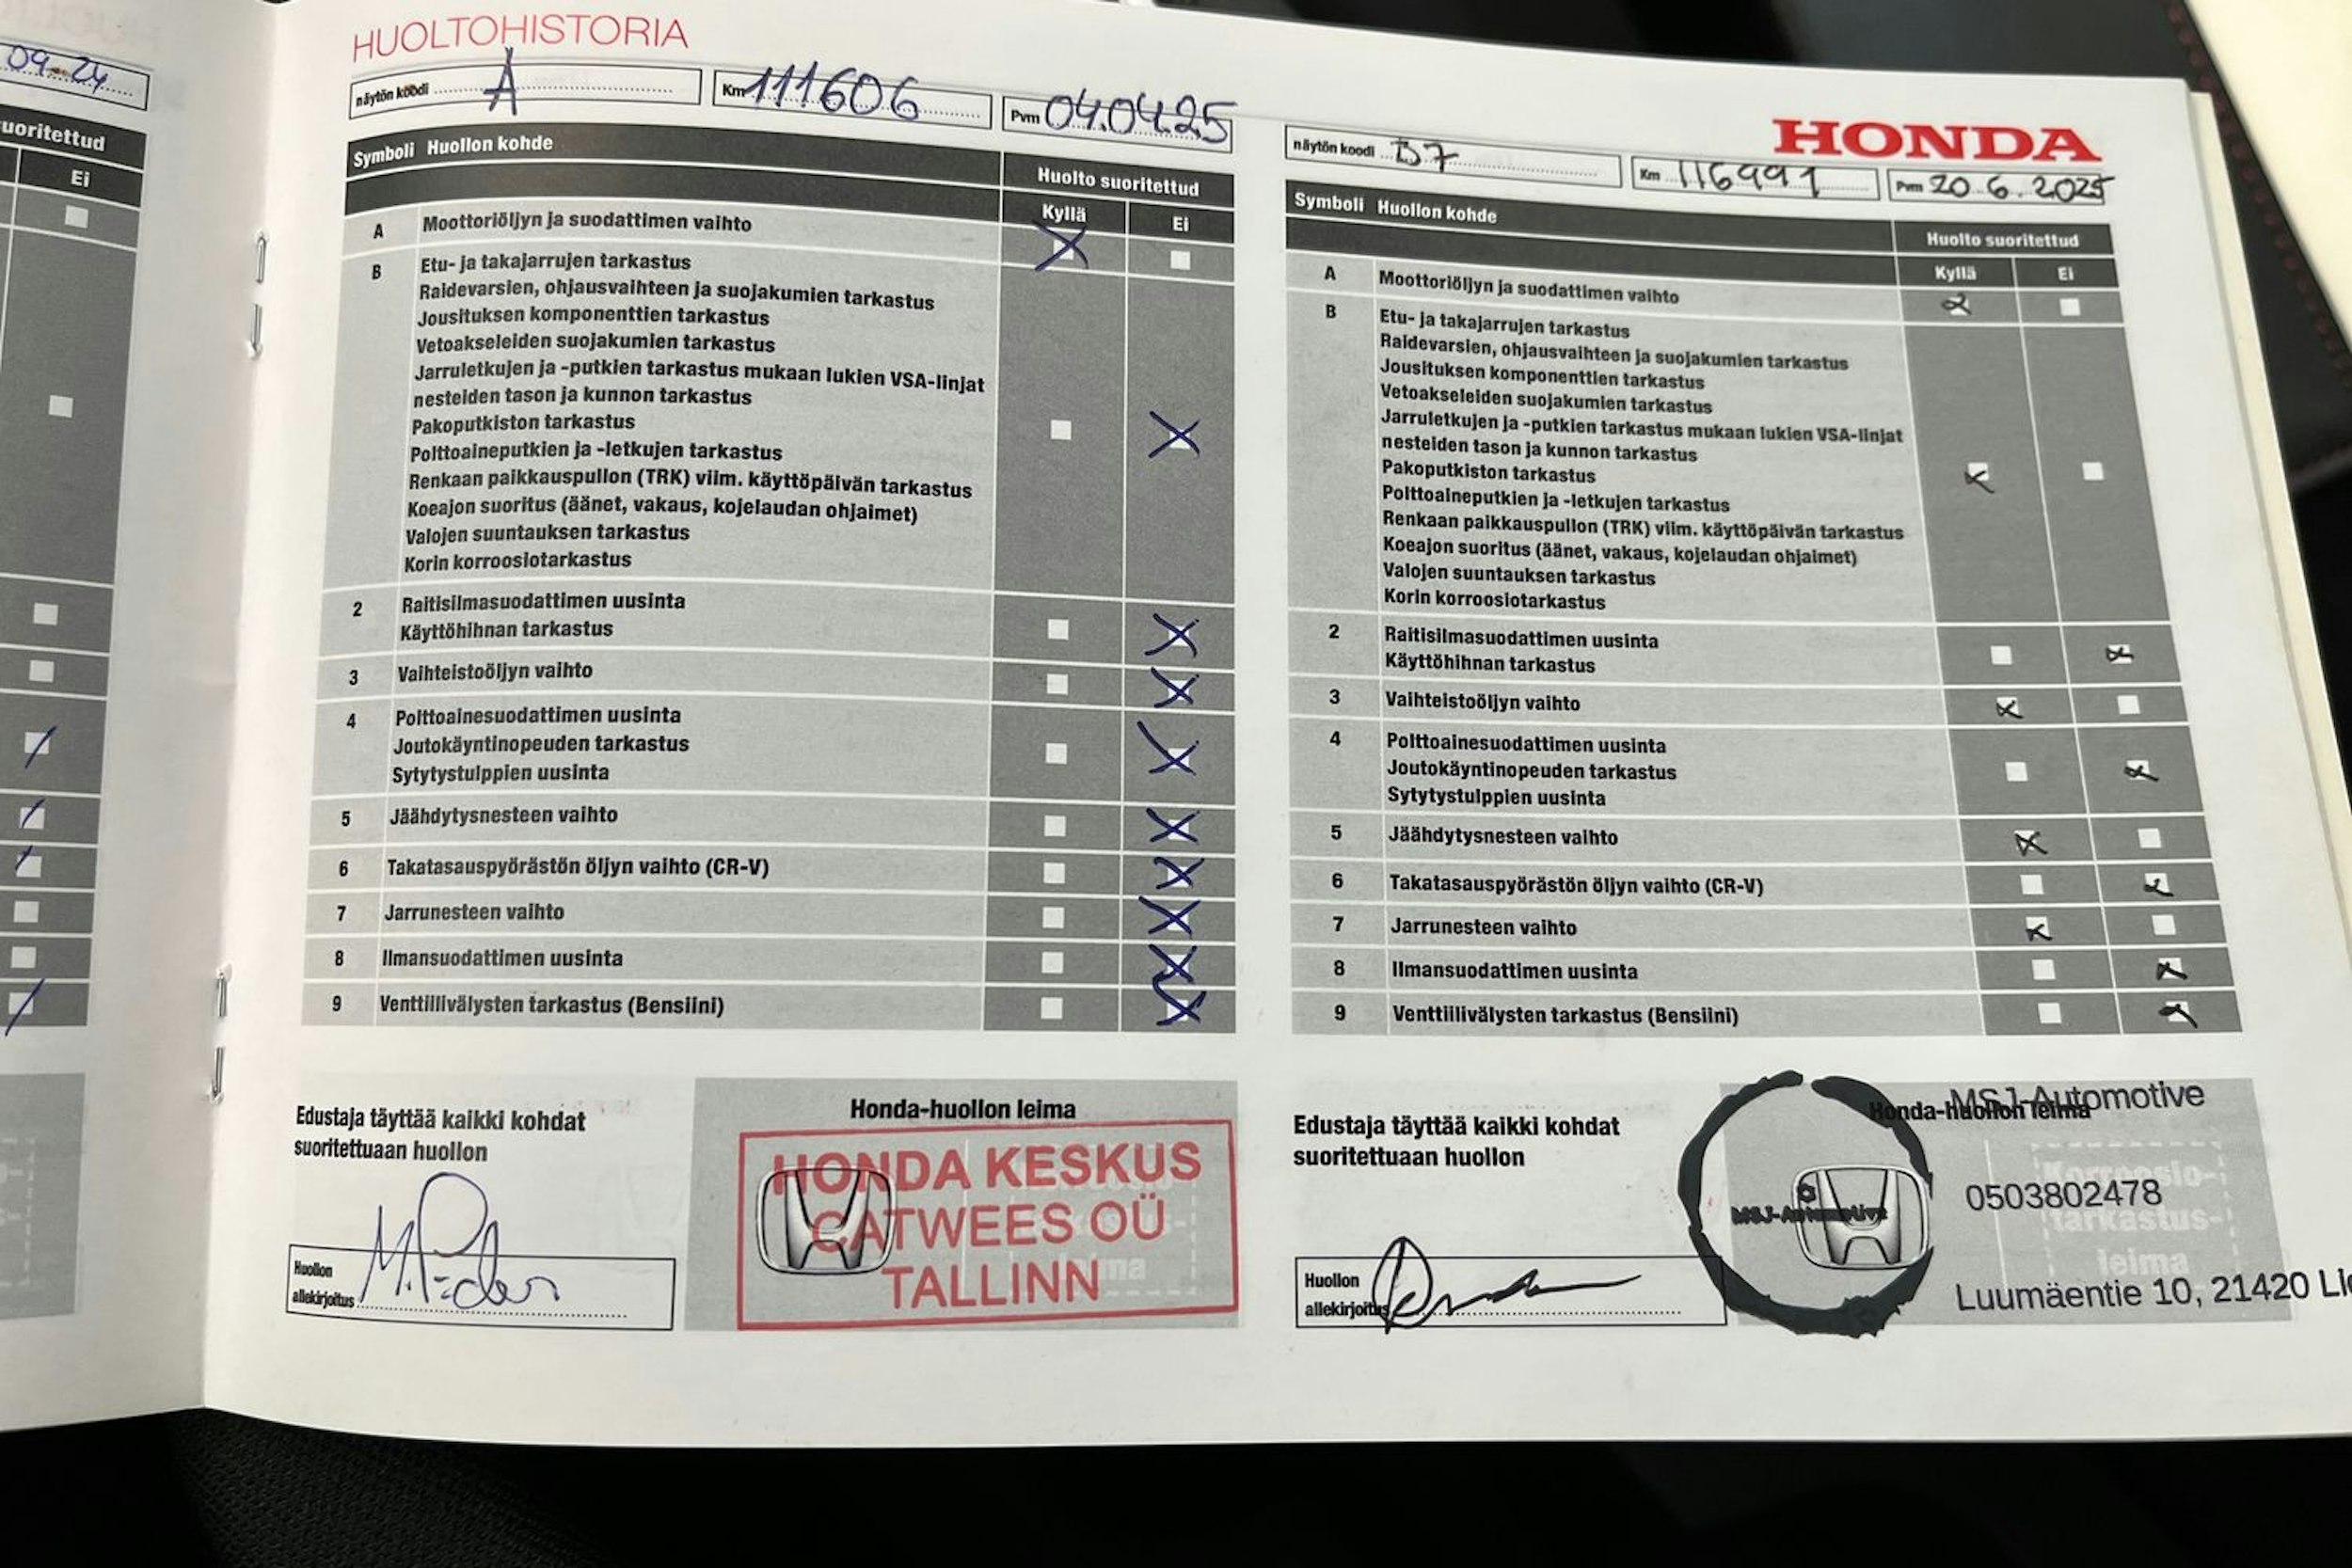 09-24
suoritettud
Ei
HUOLTOHISTORIA
näytön koodi A
Km 111606
Pvm 04.04.25
Symboli Huollon kohde
Huolto suoritettud
Kyllä Ei
A Moottoriöljyn ja suodattimen vaihto
B Etu- ja takajarrujen tarkastus
Raidevarsien, ohjausvaihteen ja suojakumien tarkastus
Jousituksen komponenttien tarkastus
Vetoakseleiden suojakumien tarkastus
Jarruletkujen ja -putkien tarkastus mukaan lukien VSA-linjat
nesteiden tason ja kunnon tarkastus
Pakoputkiston tarkastus
Polttoaineputkien ja -letkujen tarkastus
Renkaan paikkauspullon (TRK) viim. käyttöpäivän tarkastus
Koeajon suoritus (äänet, vakaus, kojelaudan ohjaimet)
Valojen suuntauksen tarkastus
Korin korroosiotarkastus
2 Raitisilmasuodattimen uusinta
Käyttöhihnan tarkastus
3 Vaihteistoöljyn vaihto
4 Polttoainesuodattimen uusinta
Joutokäyntinopeuden tarkastus
Sytytystulppien uusinta
5 Jäähdytysnesteen vaihto
6 Takatasauspyörästön öljyn vaihto (CR-V)
7 Jarrunesteen vaihto
8 Ilmansuodattimen uusinta
9 Venttiilivälysten tarkastus (Bensiini)
Edustaja täyttää kaikki kohdat
suoritettuaan huollon
Huollon
allekirjoitus
Honda-huollon leima
HONDA KESKUS
CATWEES OÜ
TALLINN
HONDA
näytön koodi B7
Km 116991
Pvm 20.6.2025
Symboli Huollon kohde
Huolto suoritettud
Kyllä Ei
A Moottoriöljyn ja suodattimen vaihto
B Etu- ja takajarrujen tarkastus
Raidevarsien, ohjausvaihteen ja suojakumien tarkastus
Jousituksen komponenttien tarkastus
Vetoakseleiden suojakumien tarkastus
Jarruletkujen ja -putkien tarkastus mukaan lukien VSA-linjat
nesteiden tason ja kunnon tarkastus
Pakoputkiston tarkastus
Polttoaineputkien ja -letkujen tarkastus
Renkaan paikkauspullon (TRK) viim. käyttöpäivän tarkastus
Koeajon suoritus (äänet, vakaus, kojelaudan ohjaimet)
Valojen suuntauksen tarkastus
Korin korroosiotarkastus
2 Raitisilmasuodattimen uusinta
Käyttöhihnan tarkastus
3 Vaihteistoöljyn vaihto
4 Polttoainesuodattimen uusinta
Joutokäyntinopeuden tarkastus
Sytytystulppien uusinta
5 Jäähdytysnesteen vaihto
6 Takatasauspyörästön öljyn vaihto (CR-V)
7 Jarrunesteen vaihto
8 Ilmansuodattimen uusinta
9 Venttiilivälysten tarkastus (Bensiini)
Edustaja täyttää kaikki kohdat
suoritettuaan huollon
Huollon
allekirjoitus
Honda-huollon leima
MSJ-Automotive
MSJ-Automotive
0503802478
Luumäentie 10, 21420 Li
Korroosio-
tarkastus-
leima